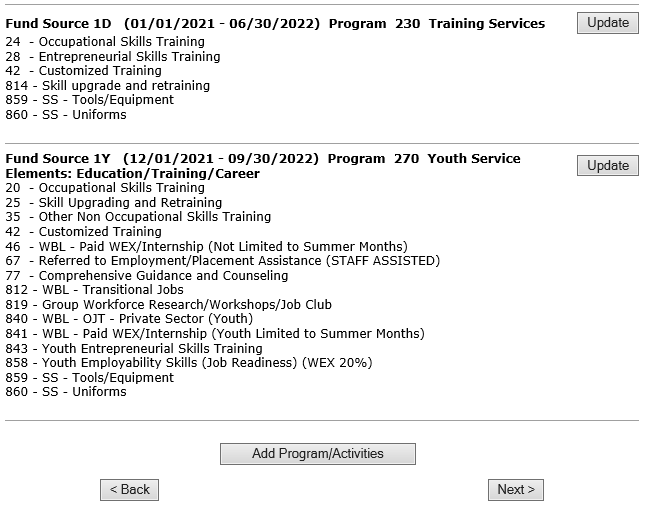 Fund Source 1D (01/01/2021 - 06/30/2022) Program 230 Training Services
Update
24 - Occupational Skills Training
28 - Entrepreneurial Skills Training
42 - Customized Training
814 - Skill upgrade and retraining
859 - SS - Tools/Equipment
860 - SS - Uniforms
Fund Source 1Y (12/01/2021 - 09/30/2022) Program 270 Youth Service
Elements: Education/Training/Career
Update
20 - Occupational Skills Training
25 - Skill Upgrading and Retraining
35 - Other Non Occupational Skills Training
42 - Customized Training
46 - WBL - Paid WEX/Internship (Not Limited to Summer Months)
67 - Referred to Employment/Placement Assistance (STAFF ASSISTED)
77 - Comprehensive Guidance and Counseling
812 - WBL - Transitional Jobs
819 - Group Workforce Research/Workshops/Job Club
840 - WBL - OJT - Private Sector (Youth)
841 - WBL - Paid WEX/Internship (Youth Limited to Summer Months)
843 - Youth Entrepreneurial Skills Training
858 - Youth Employability Skills (Job Readiness) (WEX 20%)
859 - SS - Tools/Equipment
860 - SS - Uniforms
Add Program/Activities
< Back
Next >